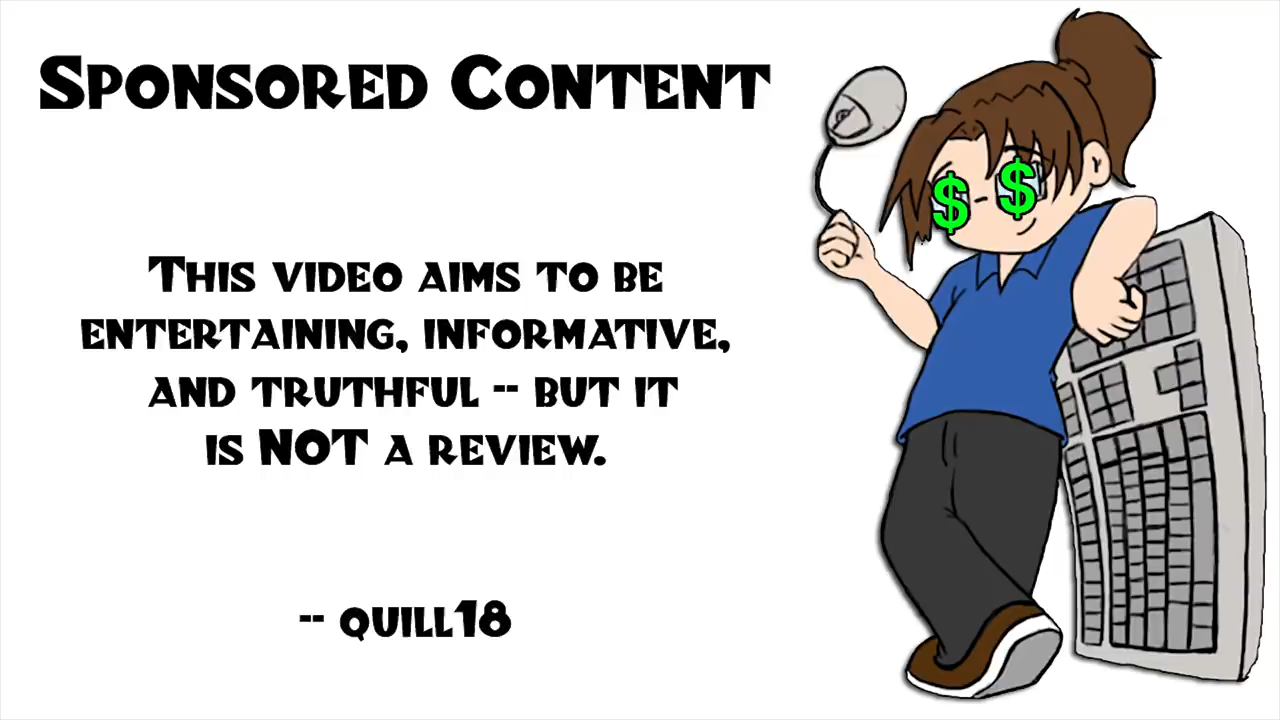 Sponsored Content
This video aims to be
entertaining, informative,
and truthful -- but it
is NOT a review.
-- quill18
$ $